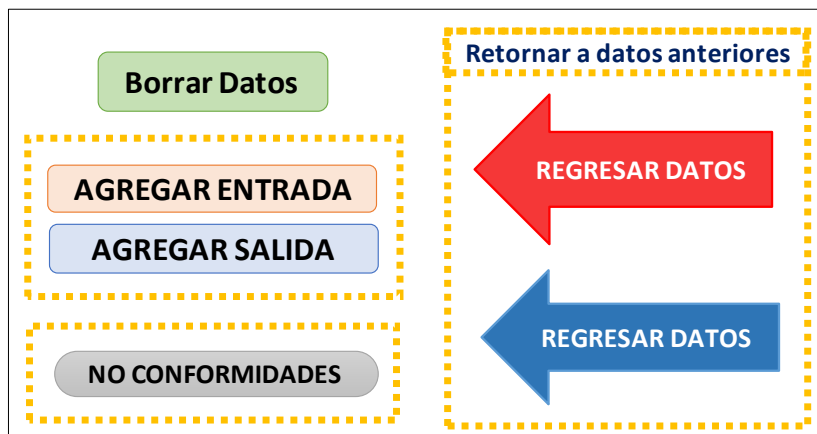 Borrar Datos
AGREGAR ENTRADA
AGREGAR SALIDA
NO CONFORMIDADES
Retornar a datos anteriores
REGRESAR DATOS
REGRESAR DATOS